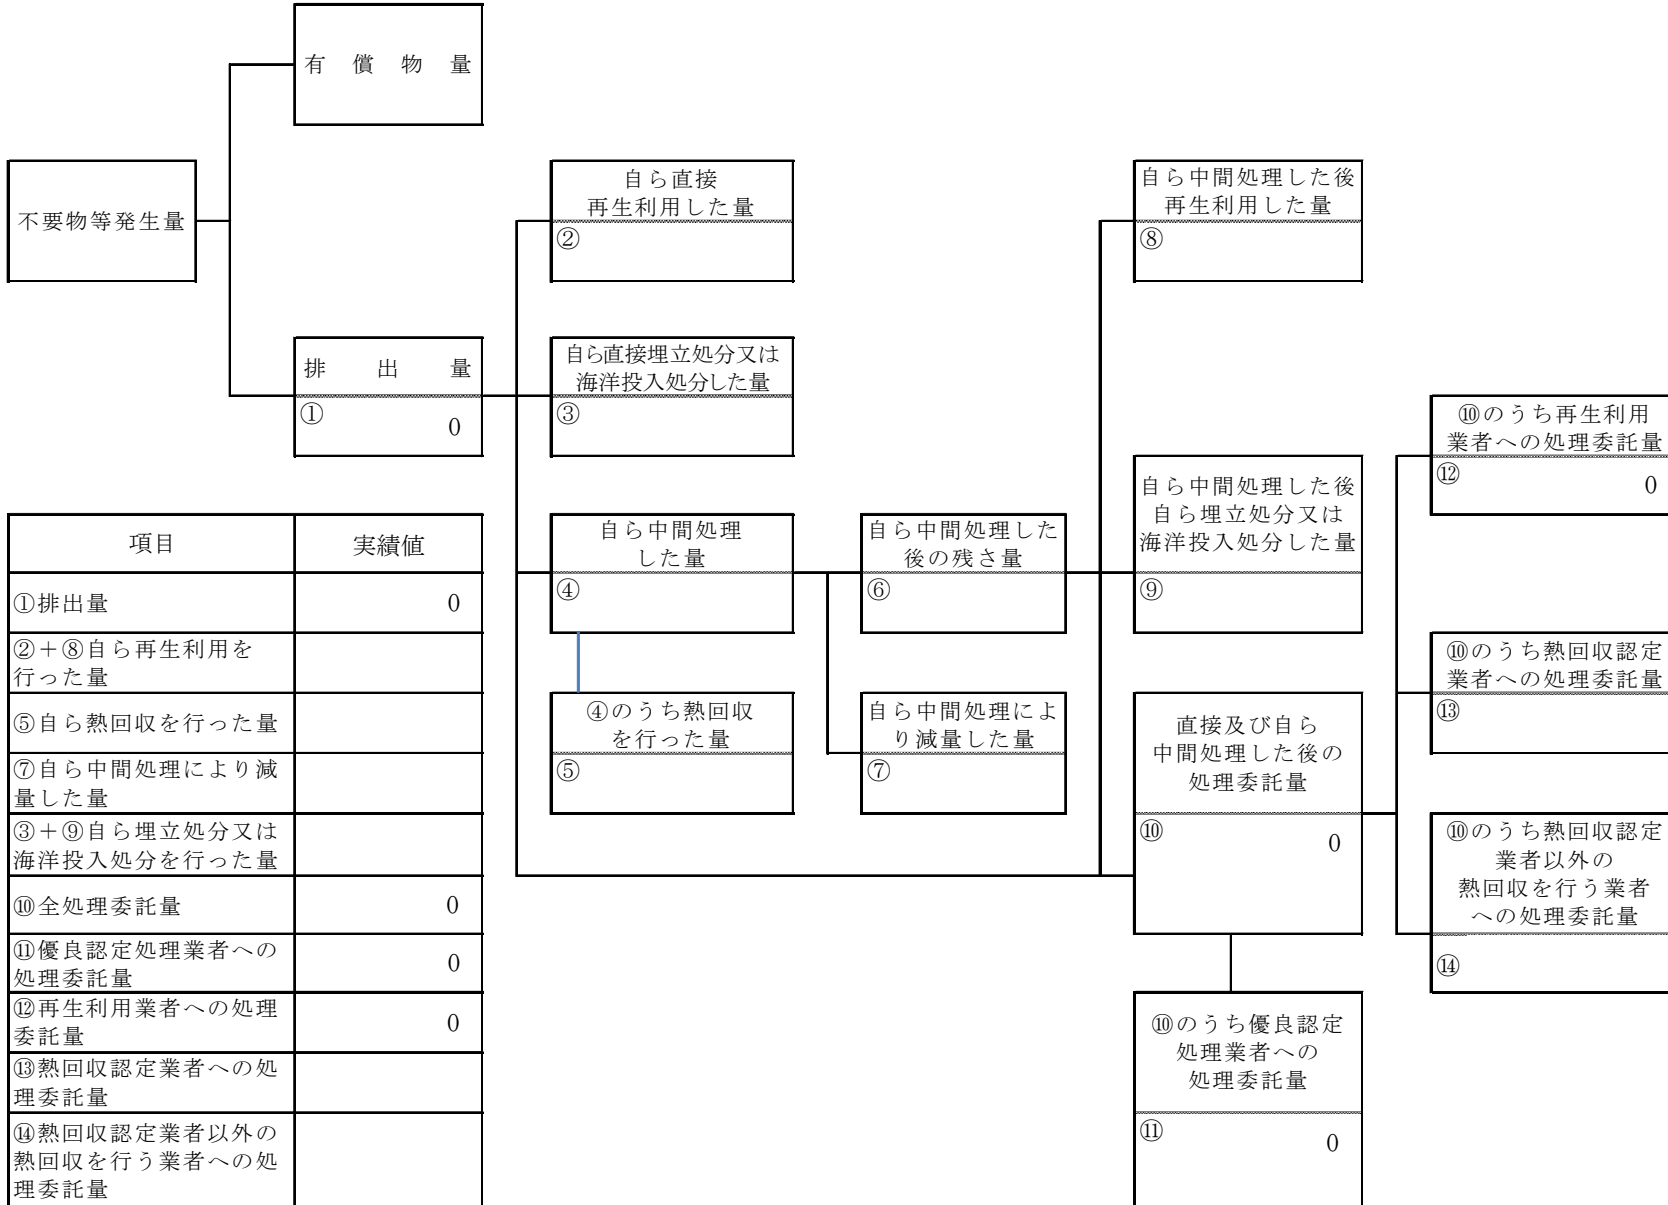 有償物量
不要物等発生量
排出量
①
0
自ら直接
再生利用した量
②
自ら直接埋立処分又は
海洋投入処分した量
③
自ら中間処理
した量
④
④のうち熱回収
を行った量
⑤
自ら中間処理した
後の残さ量
⑥
自ら中間処理によ
り減量した量
⑦
自ら中間処理した後
再生利用した量
⑧
自ら中間処理した後
自ら埋立処分又は
海洋投入処分した量
⑨
直接及び自ら
中間処理した後の
処理委託量
⑩
0
⑩のうち優良認定
処理業者への
処理委託量
⑪
0
⑩のうち再生利用
業者への処理委託量
⑫
0
⑩のうち熱回収認定
業者への処理委託量
⑬
⑩のうち熱回収認定
業者以外の
熱回収を行う業者
への処理委託量
⑭
項目 実績値
①排出量 0
②＋⑧自ら再生利用を
行った量
⑤自ら熱回収を行った量
⑦自ら中間処理により減
量した量
③＋⑨自ら埋立処分又は
海洋投入処分を行った量
⑩全処理委託量 0
⑪優良認定処理業者への
処理委託量
0
⑫再生利用業者への処理
委託量
0
⑬熱回収認定業者への処
理委託量
⑭熱回収認定業者以外の
熱回収を行う業者への処
理委託量